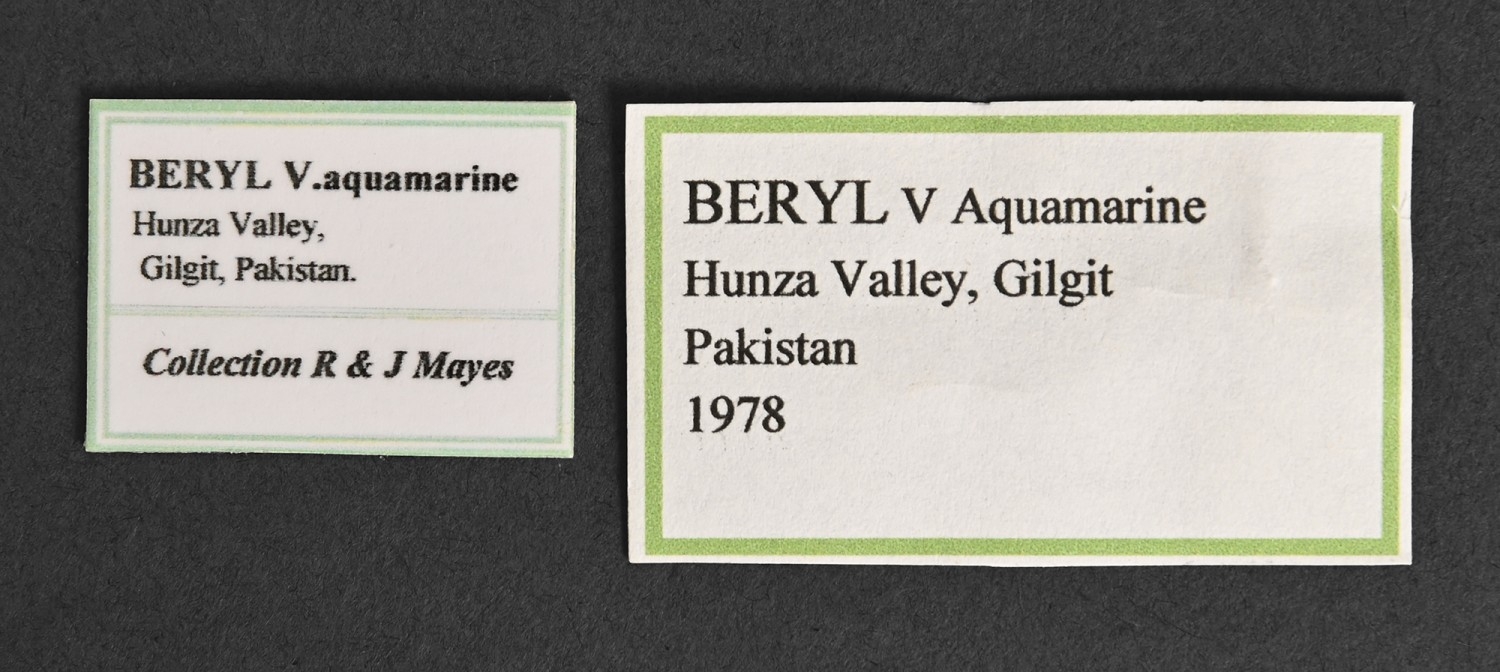 BERYL V.aquamarine
Hunza Valley,
Gilgit, Pakistan.
Collection R & J Mayes
BERYL V Aquamarine
Hunza Valley, Gilgit
Pakistan
1978